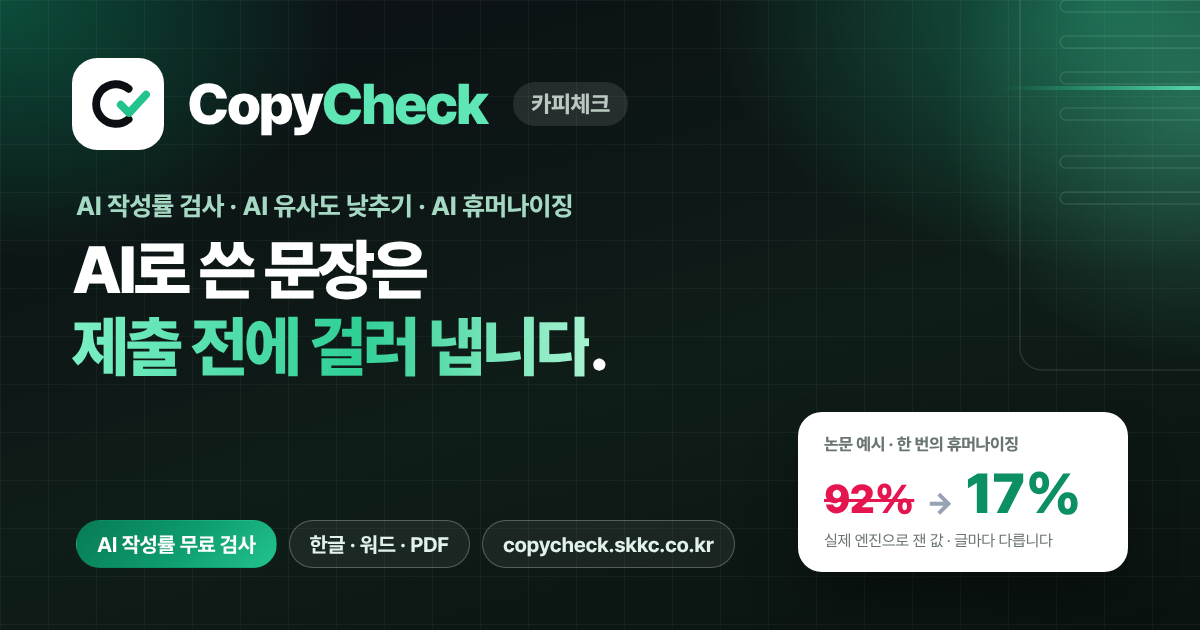 CopyCheck 카피체크
AI 작성률 검사 · AI 유사도 낮추기 · AI 휴머나이징
AI로 쓴 문장은
제출 전에 걸러 냅니다.
논문 예시 · 한 번의 휴머나이징
92% → 17%
실제 엔진으로 잰 값 · 글마다 다릅니다
AI 작성률 무료 검사
한글 · 워드 · PDF
copycheck.skkc.co.kr